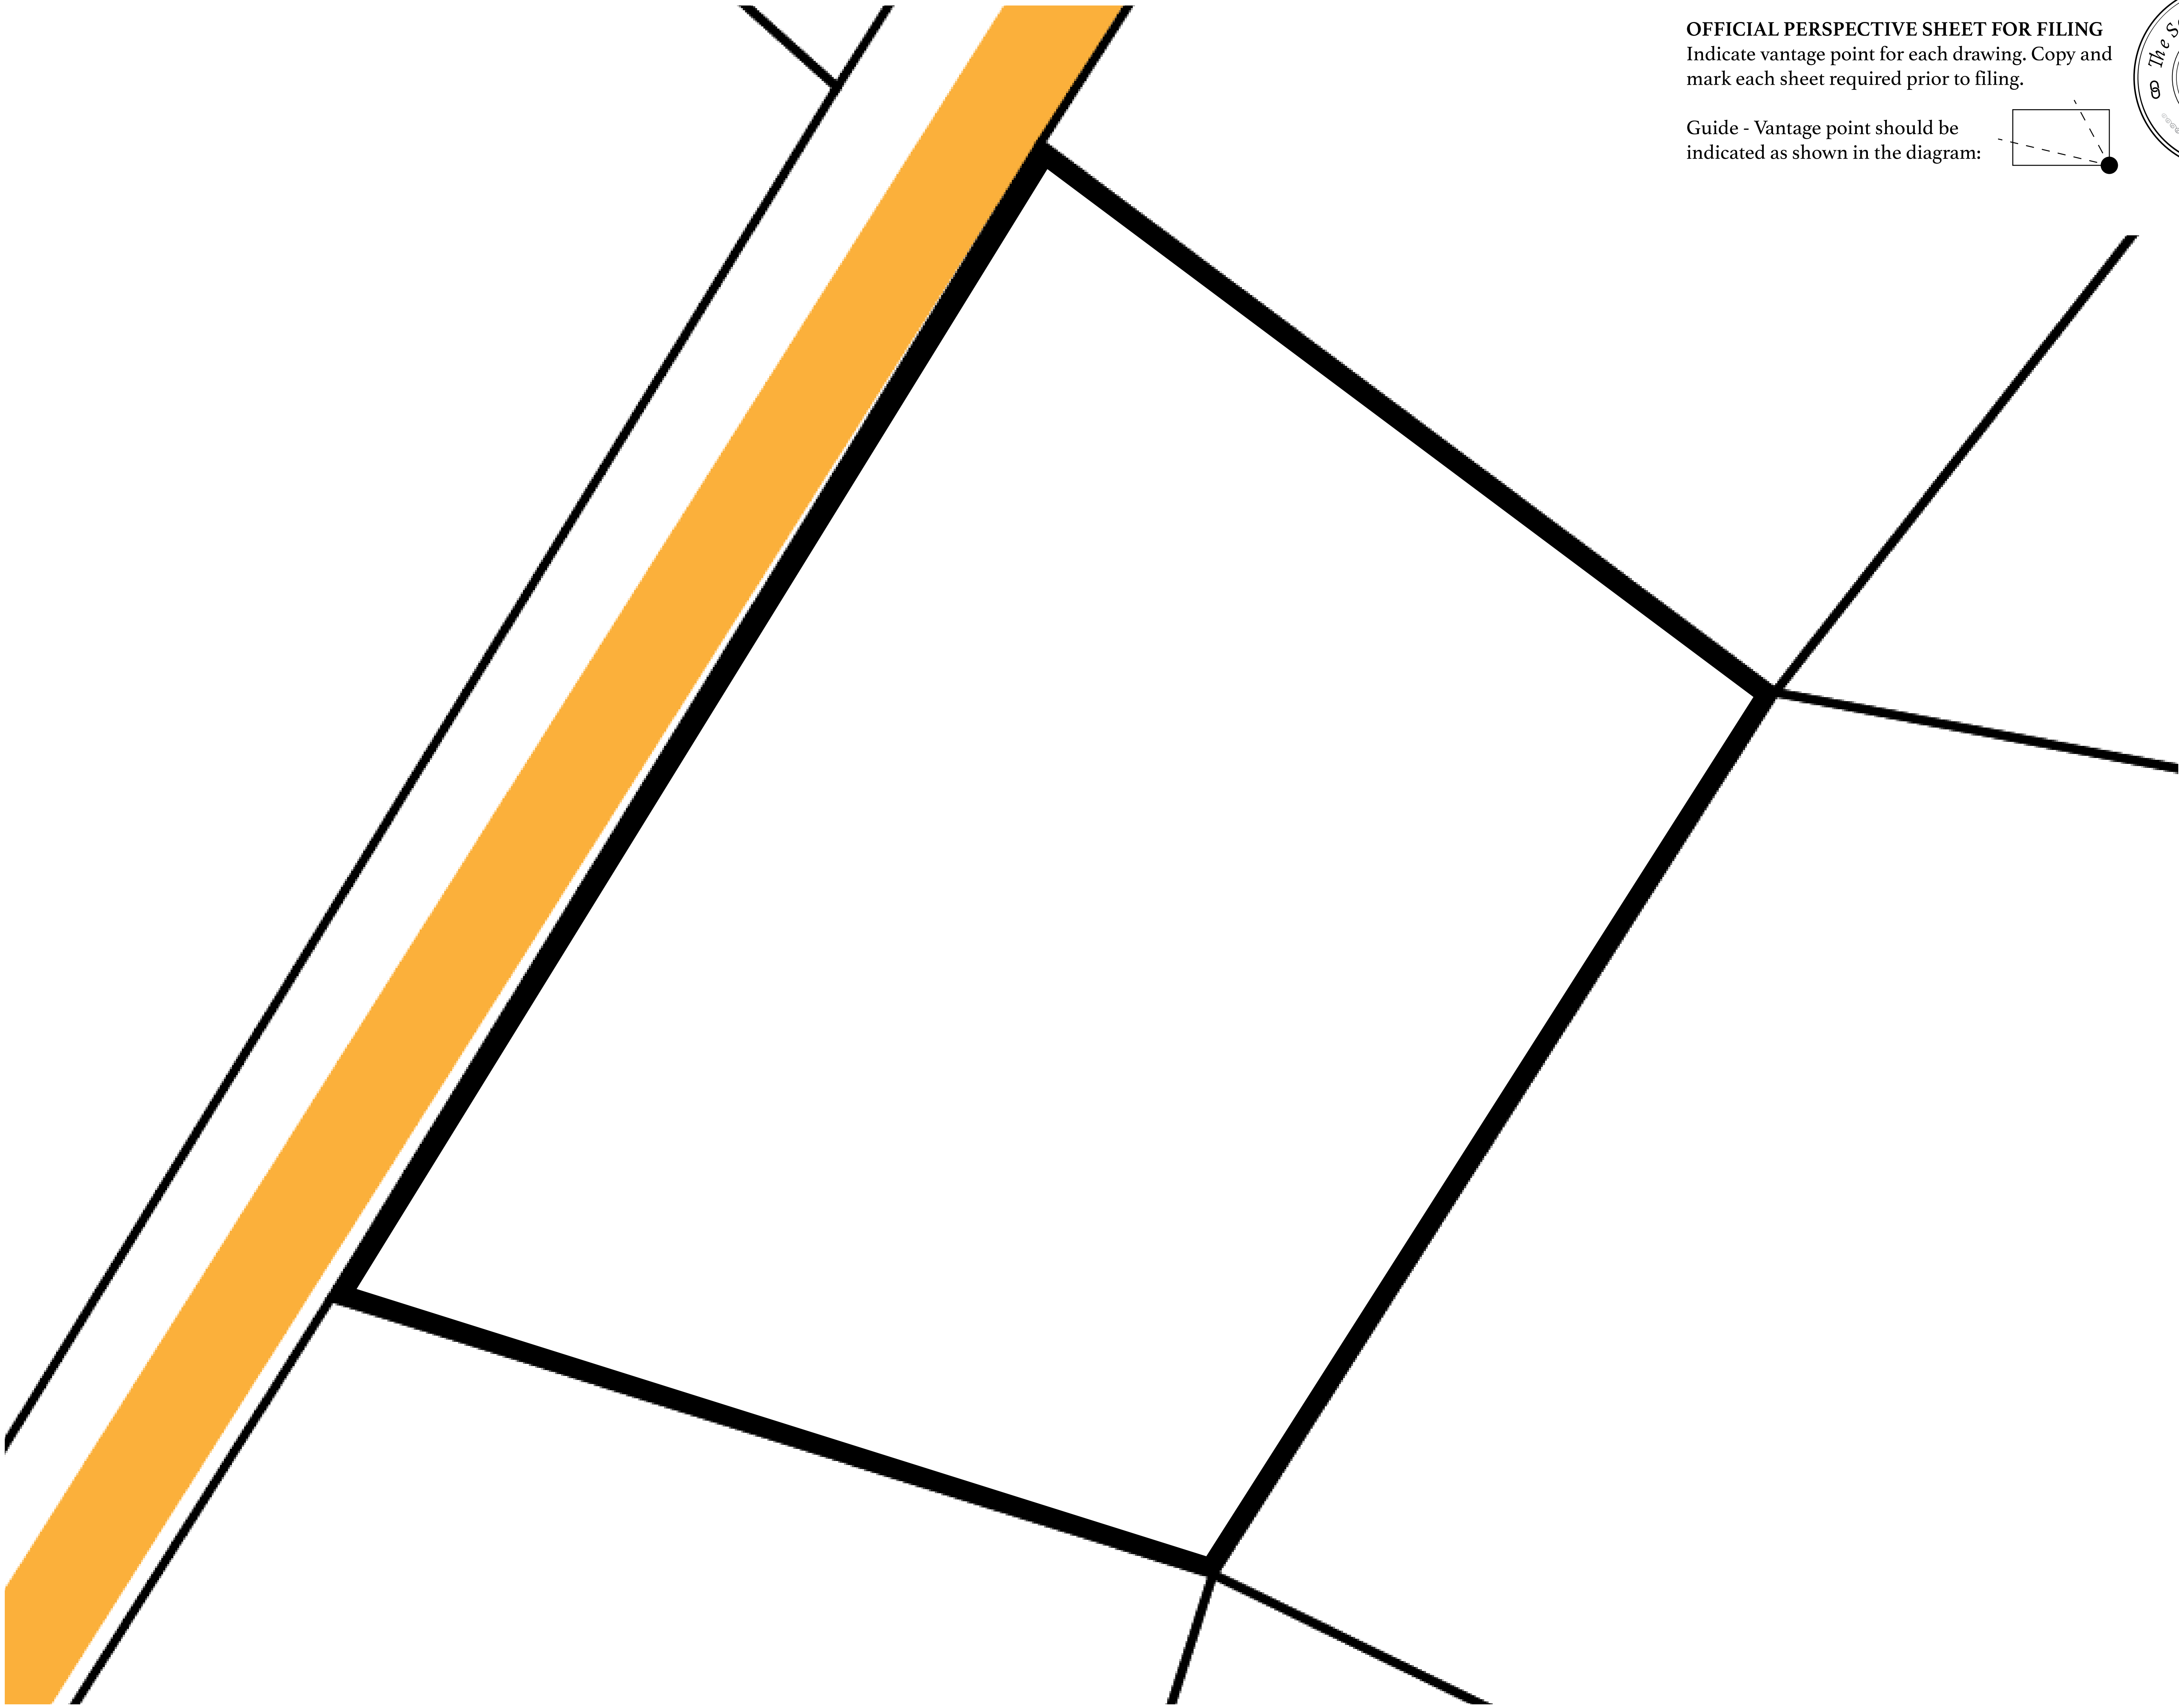 OFFICIAL PERSPECTIVE SHEET FOR FILING
Indicate vantage point for each drawing. Copy and
mark each sheet required prior to filing.
Guide - Vantage point should be
indicated as shown in the diagram:
The